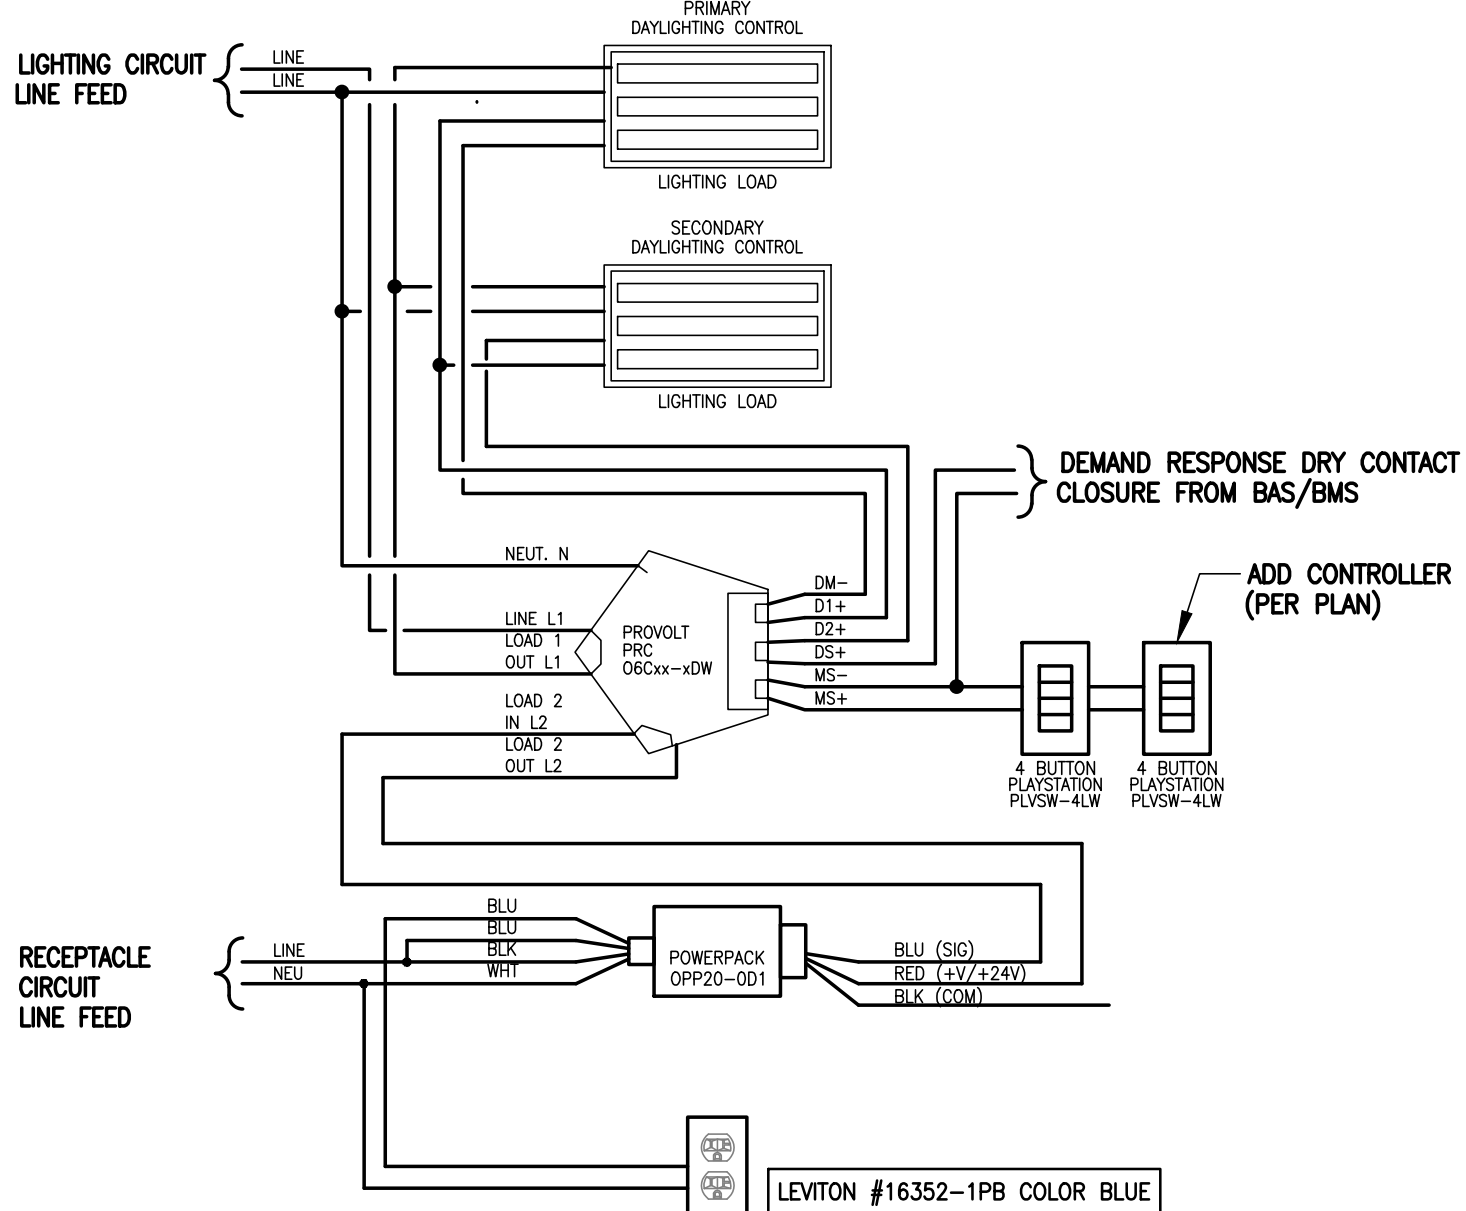 PRIMARY
DAYLIGHTING CONTROL
LIGHTING CIRCUIT
LINE FEED
LINE
LINE
LIGHTING LOAD
SECONDARY
DAYLIGHTING CONTROL
LIGHTING LOAD
DEMAND RESPONSE DRY CONTACT
CLOSURE FROM BAS/BMS
NEUT. N
LINE L1
LOAD 1
OUT L1
LOAD 2
IN L2
LOAD 2
OUT L2
PROVOLT
PRC
O6Cxx-xDW
DM-
D1+
D2+
DS+
MS-
MS+
ADD CONTROLLER
(PER PLAN)
4 BUTTON
PLAYSTATION
PLVSW-4LW
4 BUTTON
PLAYSTATION
PLVSW-4LW
RECEPTACLE
CIRCUIT
LINE FEED
LINE
NEU
BLU
BLU
BLK
WHT
POWERPACK
OPP20-0D1
BLU (SIG)
RED (+V/+24V)
BLK (COM)
LEVITON #16352-1PB COLOR BLUE